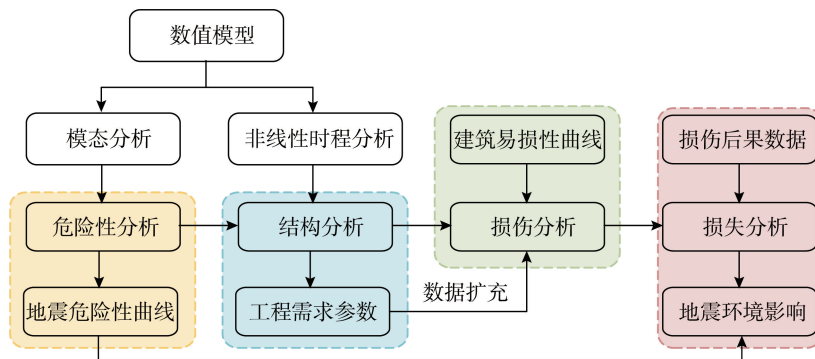 数值模型
模态分析
非线性时程分析
建筑易损性曲线
损伤后果数据
危险性分析
结构分析
损伤分析
损失分析
地震危险性曲线
工程需求参数
数据扩充
地震环境影响